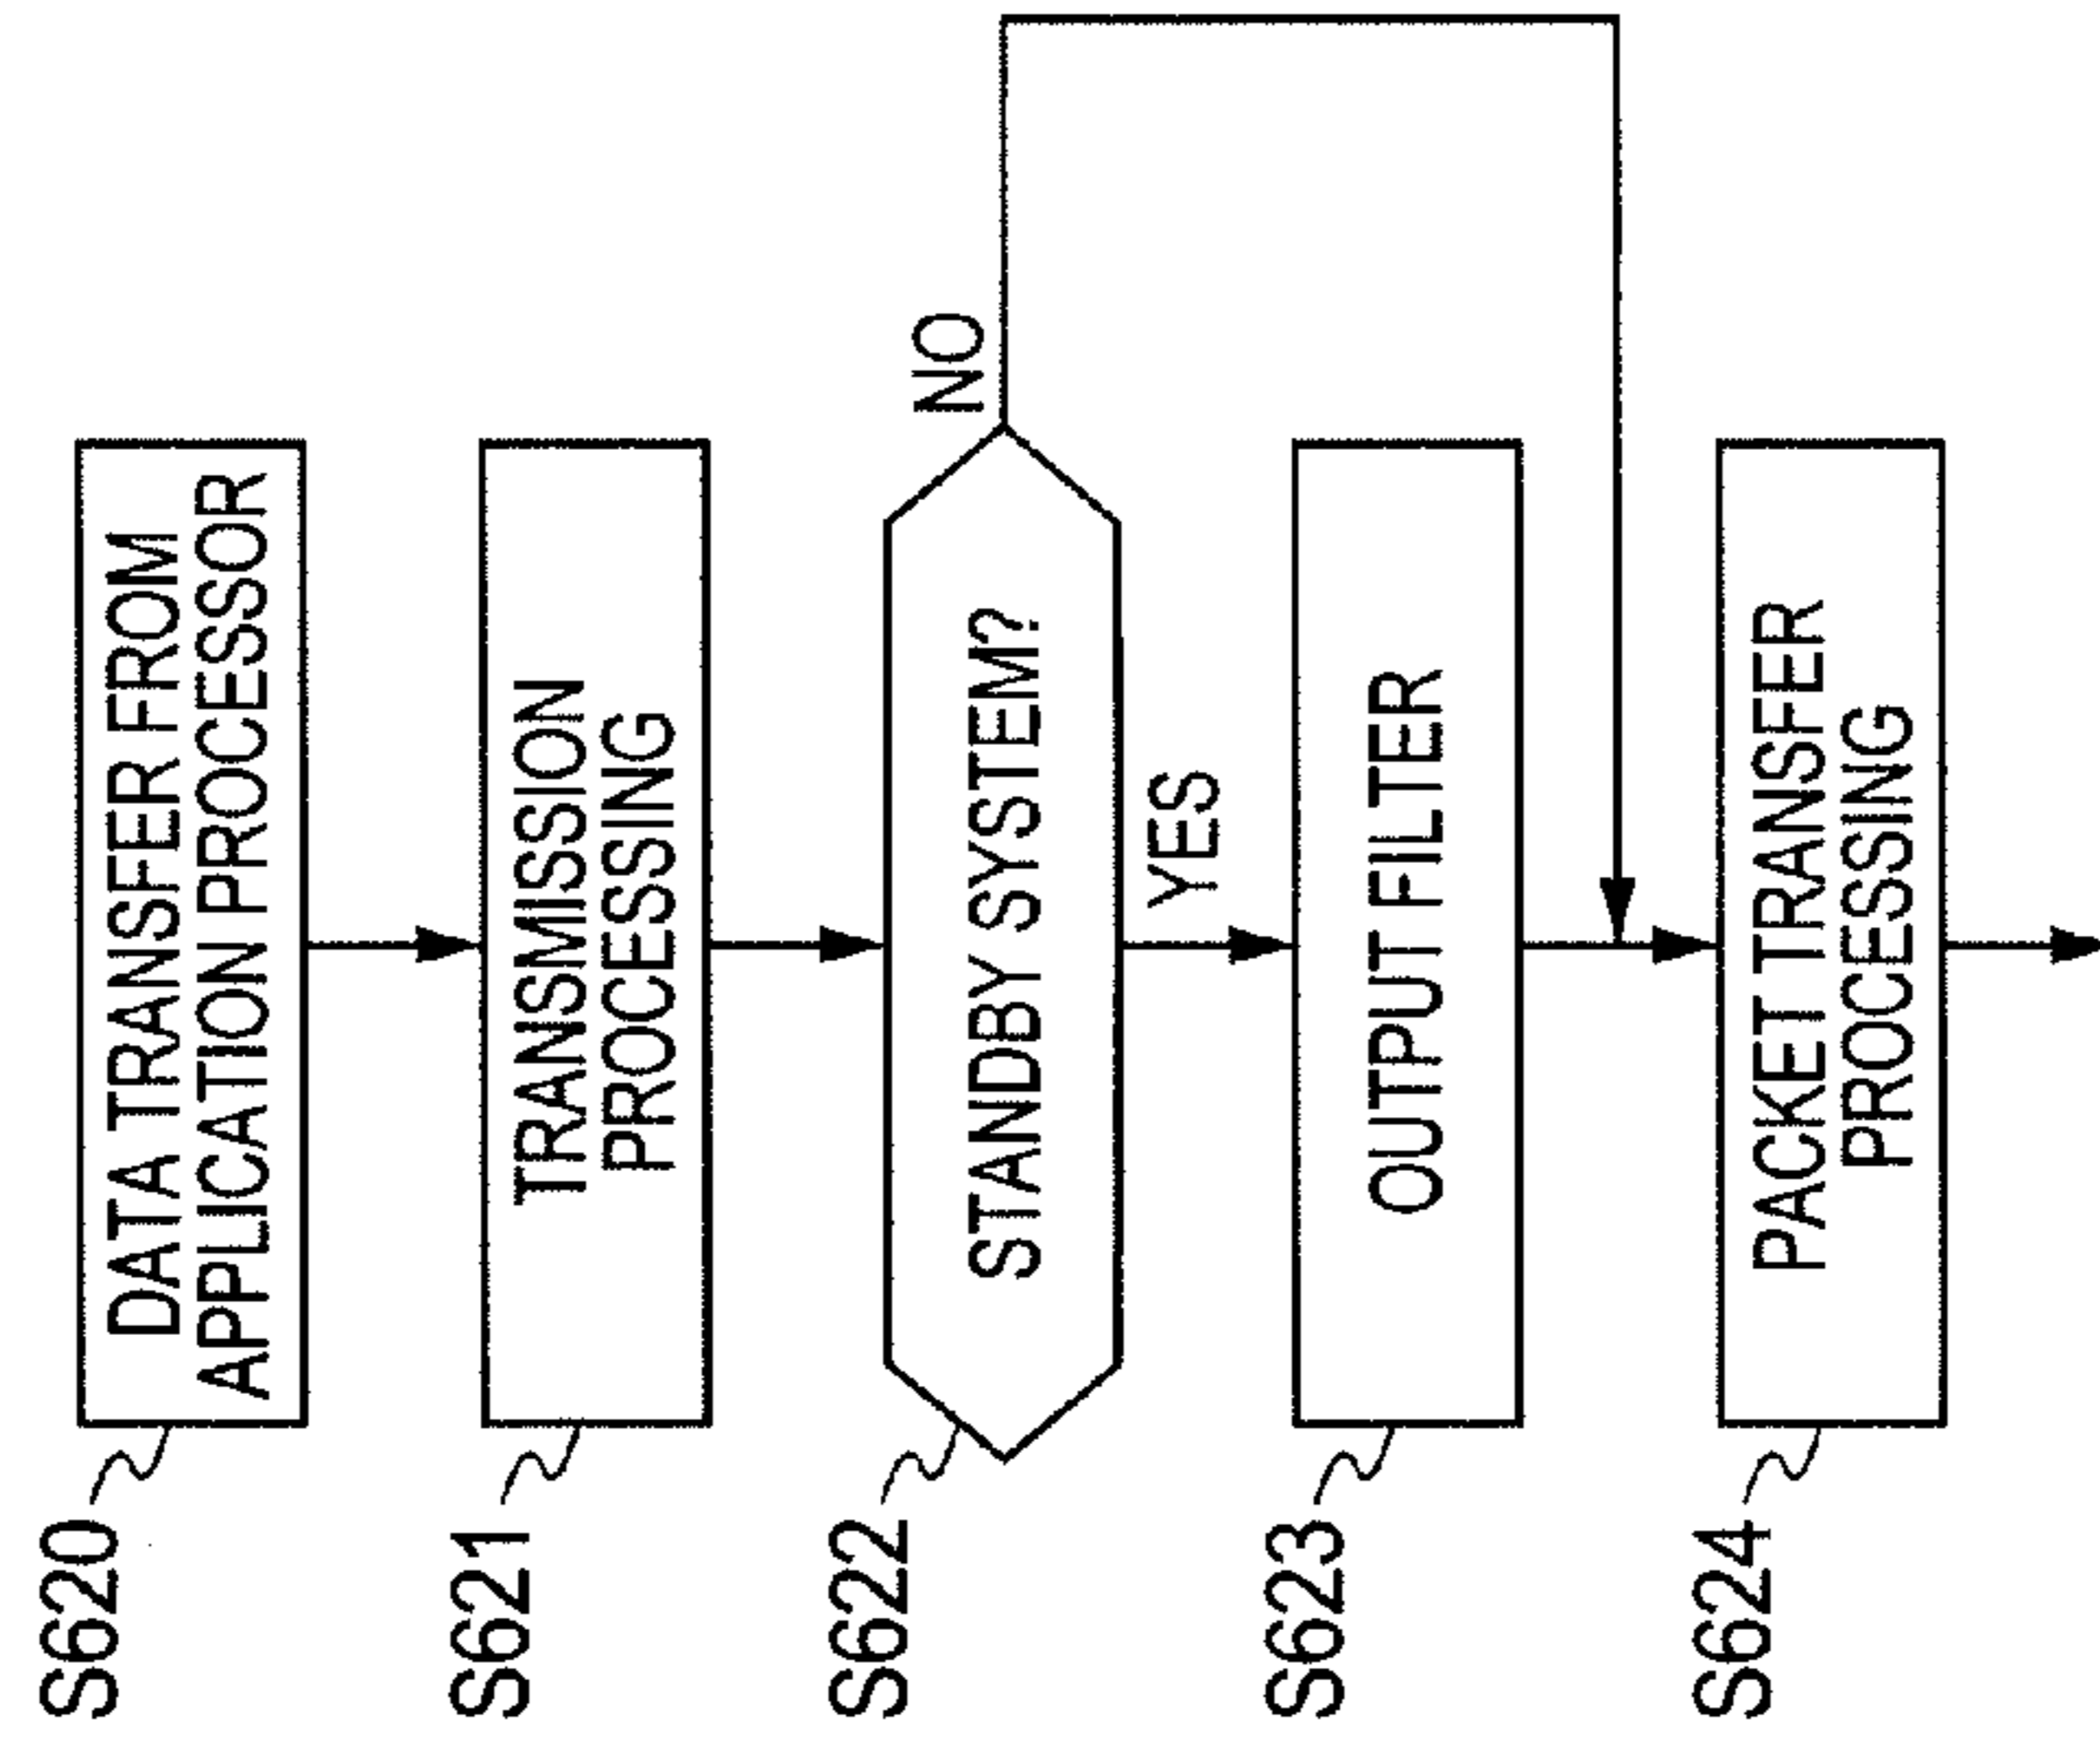 S620
DATA TRANSFER FROM
APPLICATION PROCESSOR
S621
TRANSMISSION
PROCESSING
S622
STANDBY SYSTEM?
NO
YES
S623
OUTPUT FILTER
S624
PACKET TRANSFER
PROCESSING